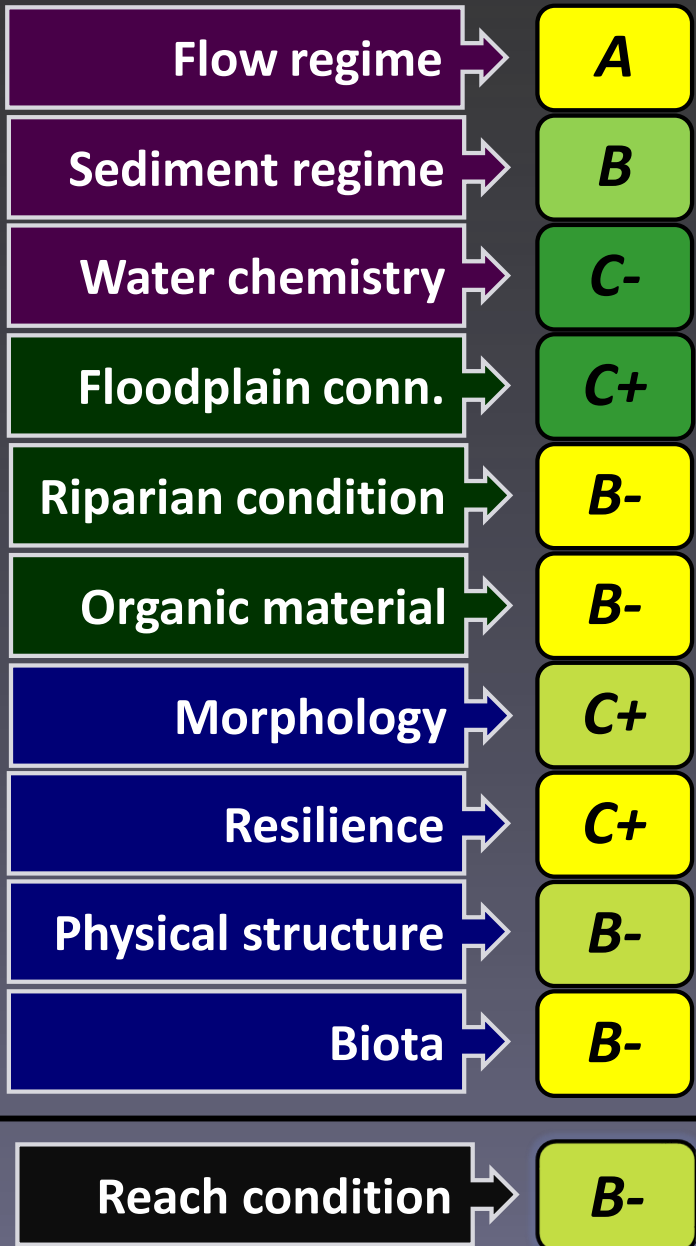 Flow regime A
Sediment regime B
Water chemistry C-
Floodplain conn. C+
Riparian condition B-
Organic material B-
Morphology C+
Resilience C+
Physical structure B-
Biota B-
Reach condition B-